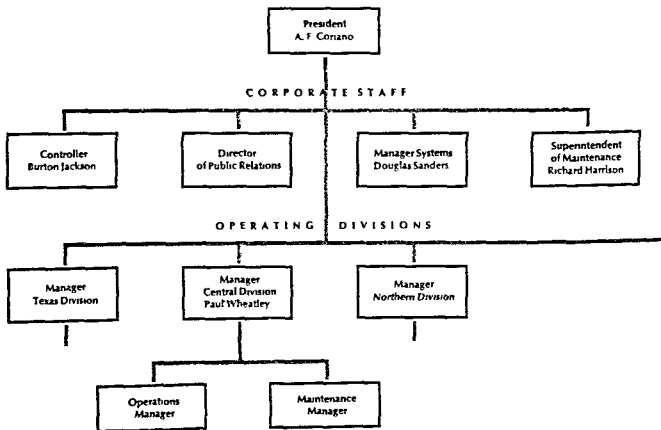 President
A. F. Coriano
CORPORATE STAFF
Controller
Burton Jackson
Director
of Public Relations
Manager Systems
Douglas Sanders
Superintendent
of Maintenance
Richard Harrison
OPERATING DIVISIONS
Manager
Texas Division
Manager
Central Division
Paul Wheatley
Manager
Northern Division
Operations
Manager
Maintenance
Manager